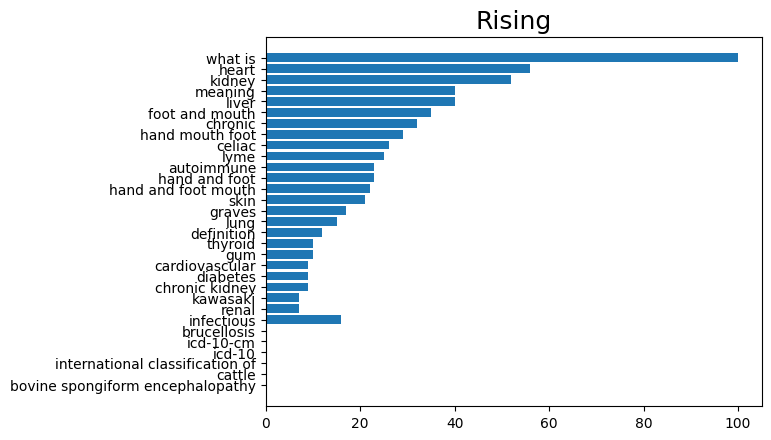 Rising
what is
heart
kidney
meaning
liver
foot and mouth
chronic
hand mouth foot
celiac
lyme
autoimmune
hand and foot
hand and foot mouth
skin
graves
lung
definition
thyroid
gum
cardiovascular
diabetes
chronic kidney
kawasaki
renal
infectious
brucellosis
icd-10-cm
icd-10
international classification of
cattle
bovine spongiform encephalopathy
0 20 40 60 80 100